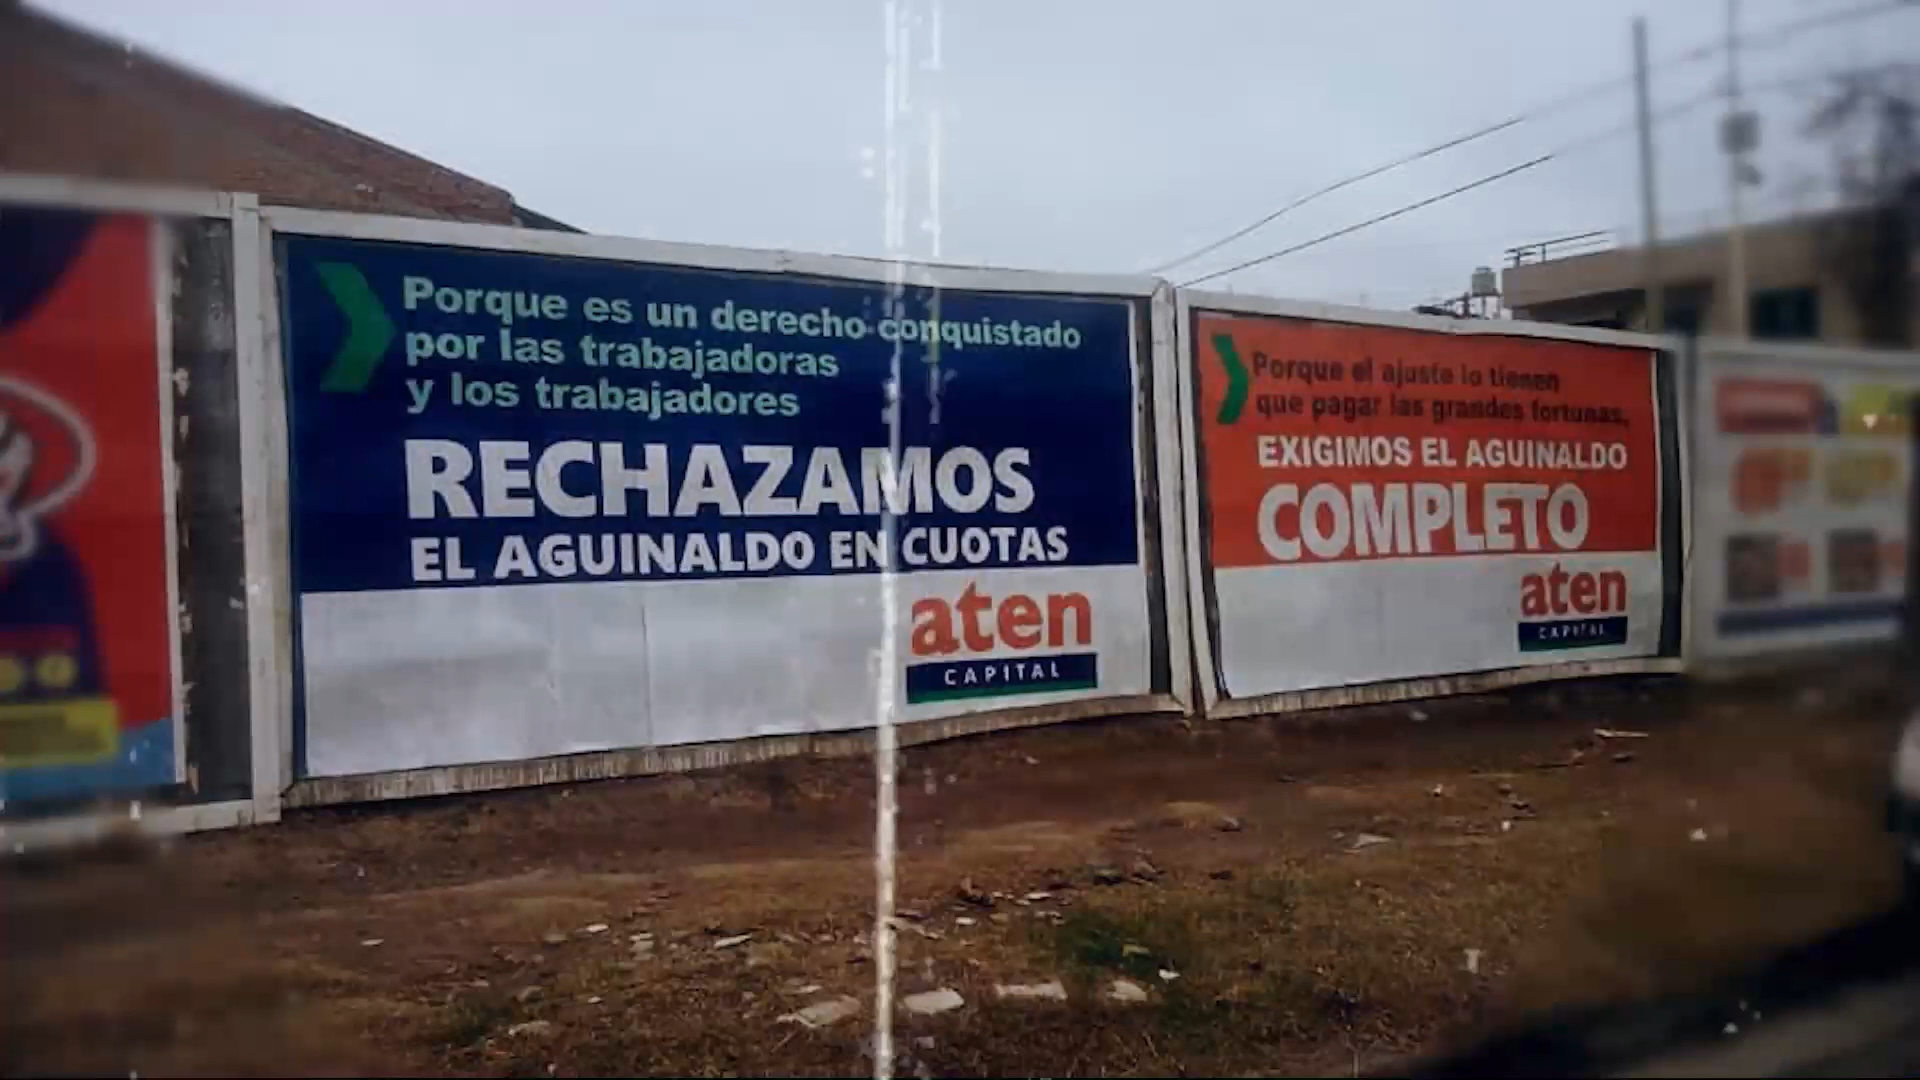 Porque es un derecho conquistado
por las trabajadoras
y los trabajadores
RECHAZAMOS
EL AGUINALDO EN CUOTAS
aten
CAPITAL
Porque el ajuste lo tienen
que pagar las grandes fortunas,
EXIGIMOS EL AGUINALDO
COMPLETO
aten
CAPITAL